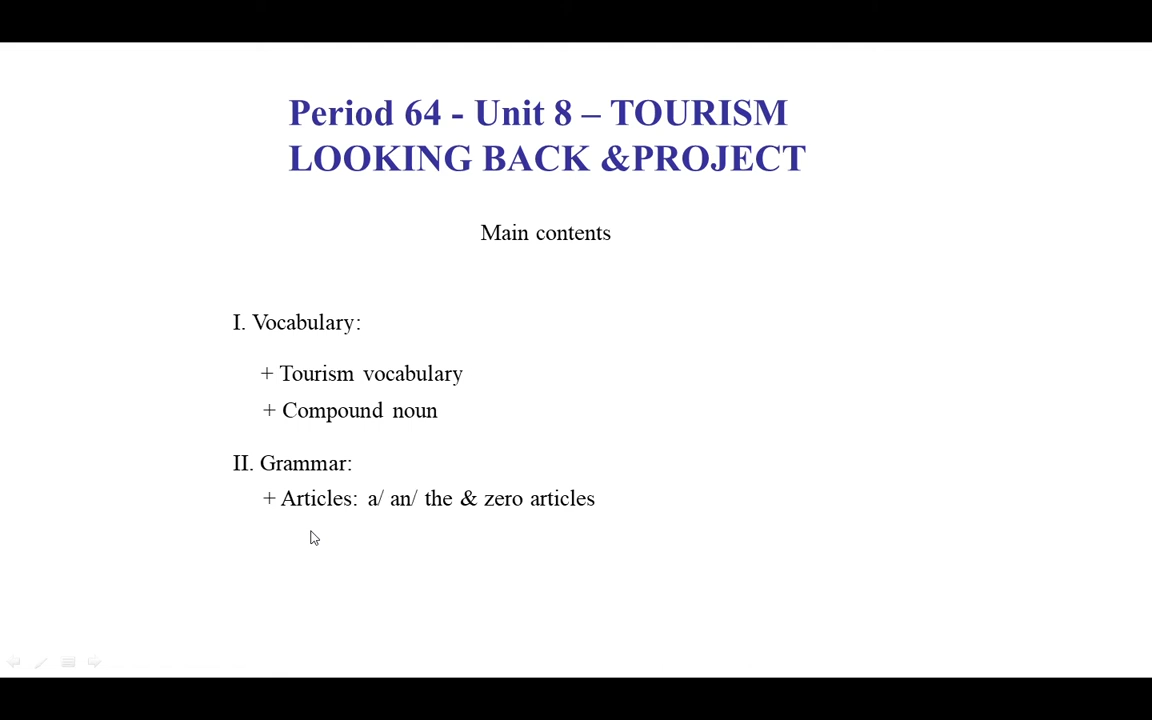 Period 64 - Unit 8 – TOURISM
LOOKING BACK &PROJECT
Main contents
I. Vocabulary:
+ Tourism vocabulary
+ Compound noun
II. Grammar:
+ Articles: a/ an/ the & zero articles